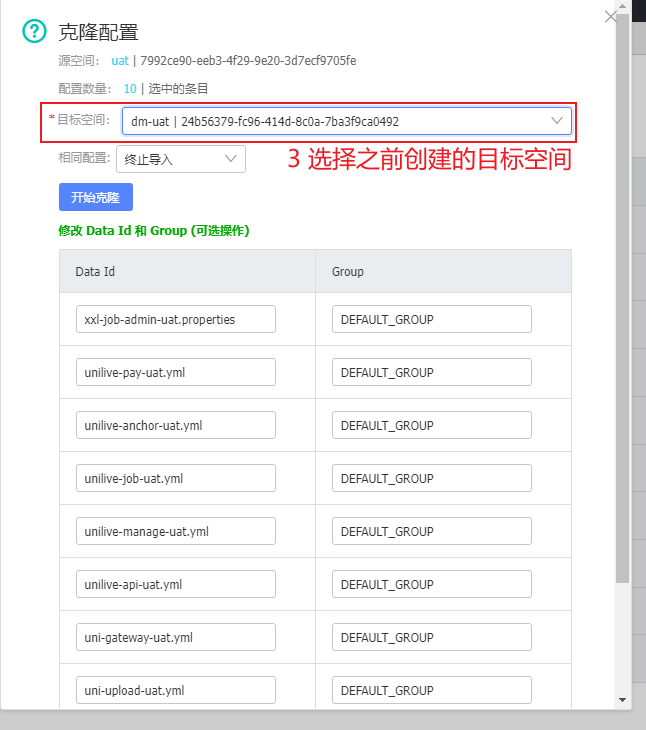 克隆配置
源空间： uat | 7992ce90-eeb3-4f29-9e20-3d7ecf9705fe
配置数量： 10 | 选中的条目
*目标空间： dm-uat | 24b56379-fc96-414d-8c0a-7ba3f9ca0492
相同配置: 终止导入
3 选择之前创建的目标空间
开始克隆
修改 Data Id 和 Group (可选操作)
Data Id Group
xxl-job-admin-uat.properties DEFAULT_GROUP
unilive-pay-uat.yml DEFAULT_GROUP
unilive-anchor-uat.yml DEFAULT_GROUP
unilive-job-uat.yml DEFAULT_GROUP
unilive-manage-uat.yml DEFAULT_GROUP
unilive-api-uat.yml DEFAULT_GROUP
uni-gateway-uat.yml DEFAULT_GROUP
uni-upload-uat.yml DEFAULT_GROUP